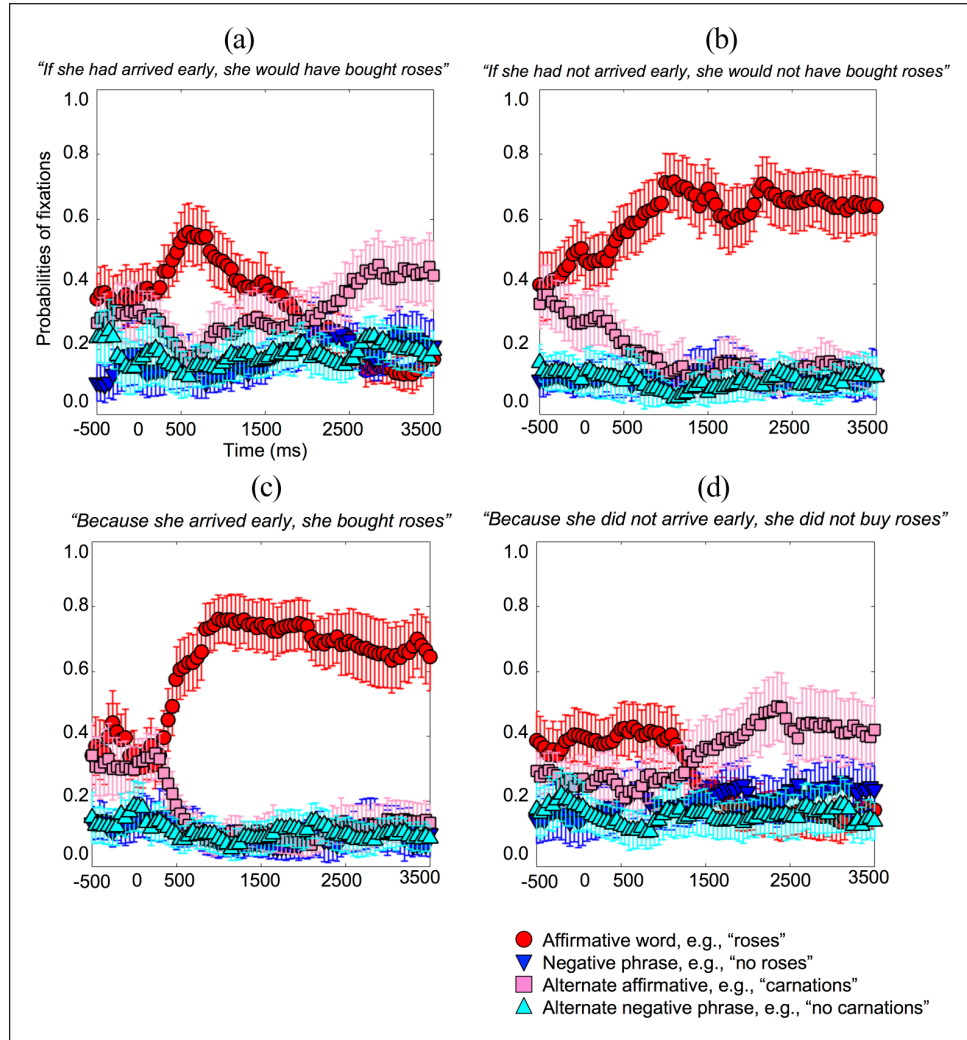 (a)
“If she had arrived early, she would have bought roses”
1.0
0.8
0.6
0.4
0.2
0.0
Probabilities of fixations
-500 0 500 1500 2500 3500
Time (ms)
(b)
“If she had not arrived early, she would not have bought roses”
1.0
0.8
0.6
0.4
0.2
0.0
-500 0 500 1500 2500 3500
(c)
“Because she arrived early, she bought roses”
1.0
0.8
0.6
0.4
0.2
0.0
-500 0 500 1500 2500 3500
(d)
“Because she did not arrive early, she did not buy roses”
1.0
0.8
0.6
0.4
0.2
0.0
-500 0 500 1500 2500 3500
Affirmative word, e.g., “roses”
Negative phrase, e.g., “no roses”
Alternate affirmative, e.g., “carnations”
Alternate negative phrase, e.g., “no carnations”